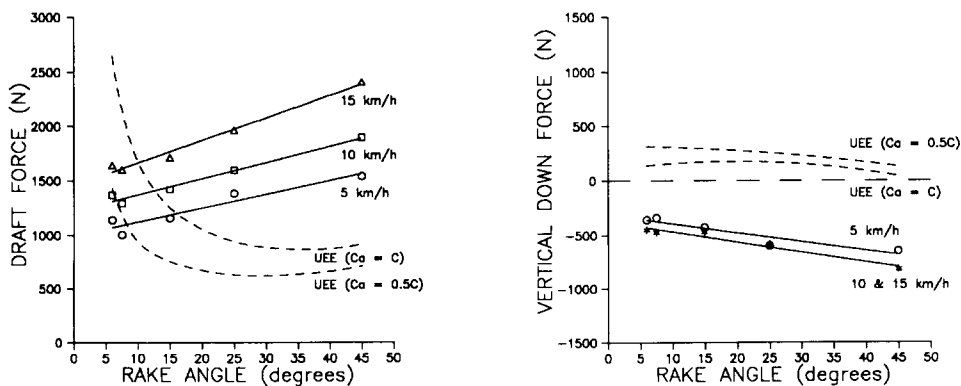 DRAFT FORCE (N)
3000
2500
2000
1500
1000
500
0
15 km/h
10 km/h
5 km/h
UEE (Ca = C)
UEE (Ca = 0.5C)
0 5 10 15 20 25 30 35 40 45 50
RAKE ANGLE (degrees)
VERTICAL DOWN FORCE (N)
1500
1000
500
0
-500
-1000
-1500
UEE (Ca = 0.5C)
UEE (Ca = C)
5 km/h
10 & 15 km/h
0 5 10 15 20 25 30 35 40 45 50
RAKE ANGLE (degrees)